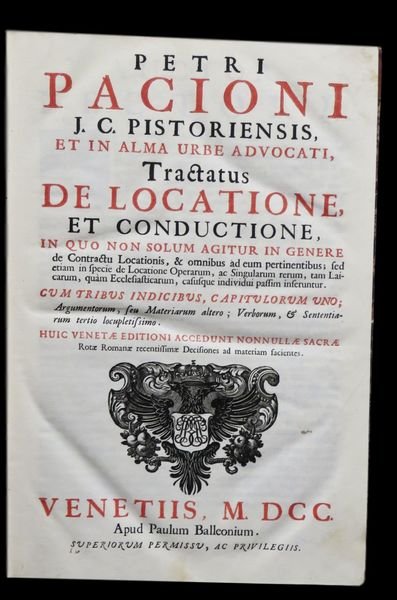 PETRI
PACIONI
J. C. PISTORIENSIS,
ET IN ALMA URBE ADVOCATI,
Tractatus
DE LOCATIONE,
ET CONDUCTIONE,
IN QUO NON SOLUM AGITUR IN GENERE
de Contractu Locationis, & omnibus ad eum pertinentibus; ſed
etiam in ſpecie de Locatione Operarum, ac Singularum rerum, tam Lai-
carum, quàm Eccleſiaſticarum, caſuſque individui paſſim inſeruntur.
CUM TRIBUS INDICIBUS, CAPITULORUM UNO;
Argumentorum, ſeu Materiarum altero; Verborum, & Sententia-
rum tertio locupletiſſimo.
HUIC VENETÆ EDITIONI ACCEDUNT NONNULLÆ SACRÆ
Rotæ Romanæ recentiſſimæ Deciſiones ad materiam facientes.
VENETIIS, M. DCC.
Apud Paulum Balleonium.
SUPERIORUM PERMISSU, AC PRIVILEGIIS.